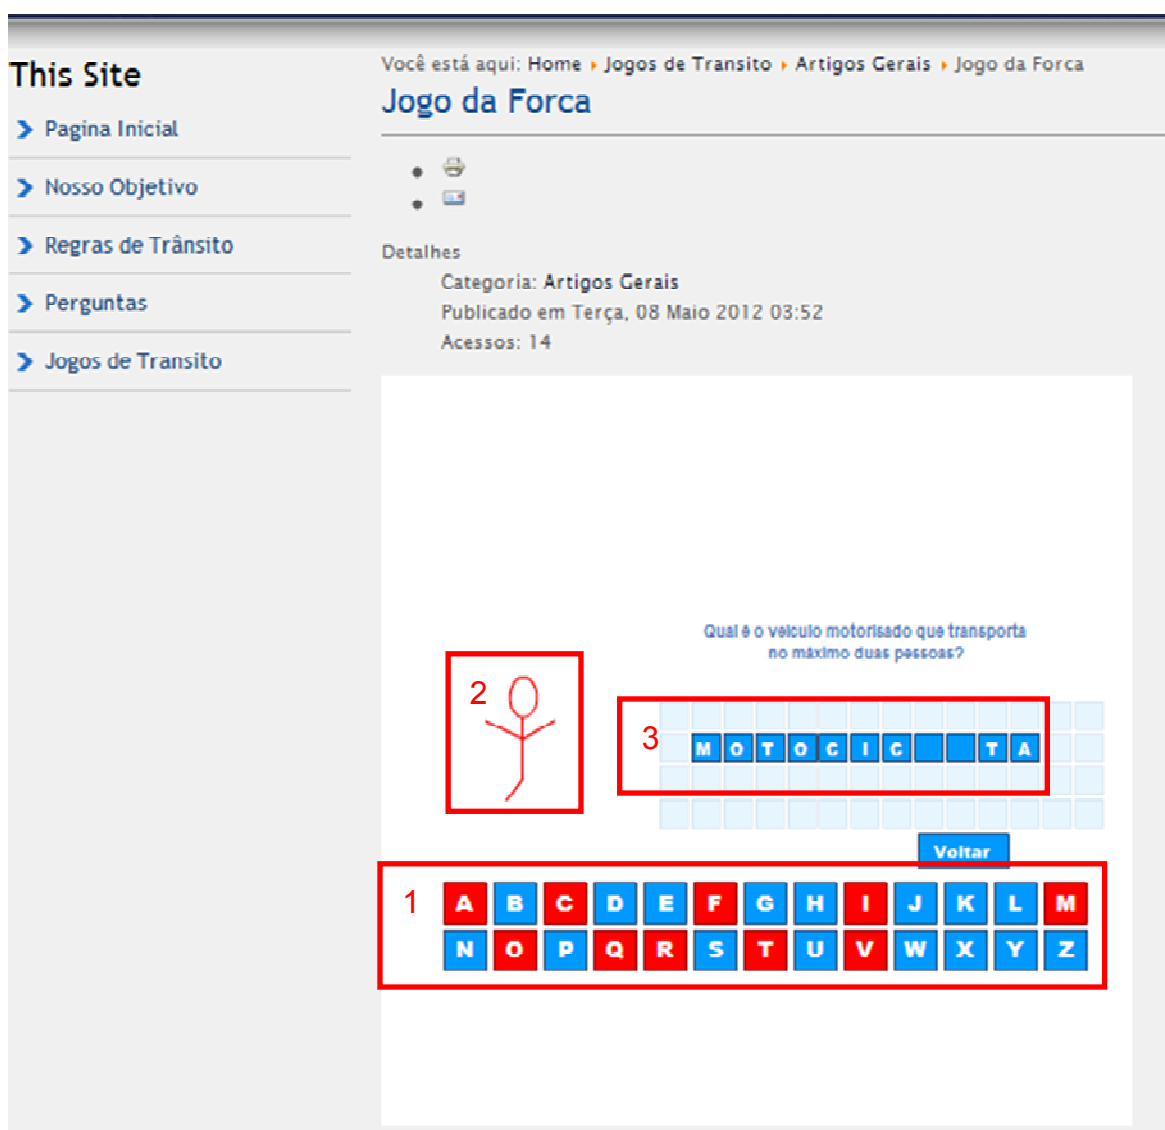 This Site
Pagina Inicial
Nosso Objetivo
Regras de Trânsito
Perguntas
Jogos de Transito
Você está aqui: Home Jogos de Transito Artigos Gerais Jogo da Forca
Jogo da Forca
Detalhes
Categoria: Artigos Gerais
Publicado em Terça, 08 Maio 2012 03:52
Acessos: 14
Qual é o veiculo motorisado que transporta
no máximo duas pessoas?
2
3
M O T O C I C T A
Voltar
1
A B C D E F G H I J K L M
N O P Q R S T U V W X Y Z